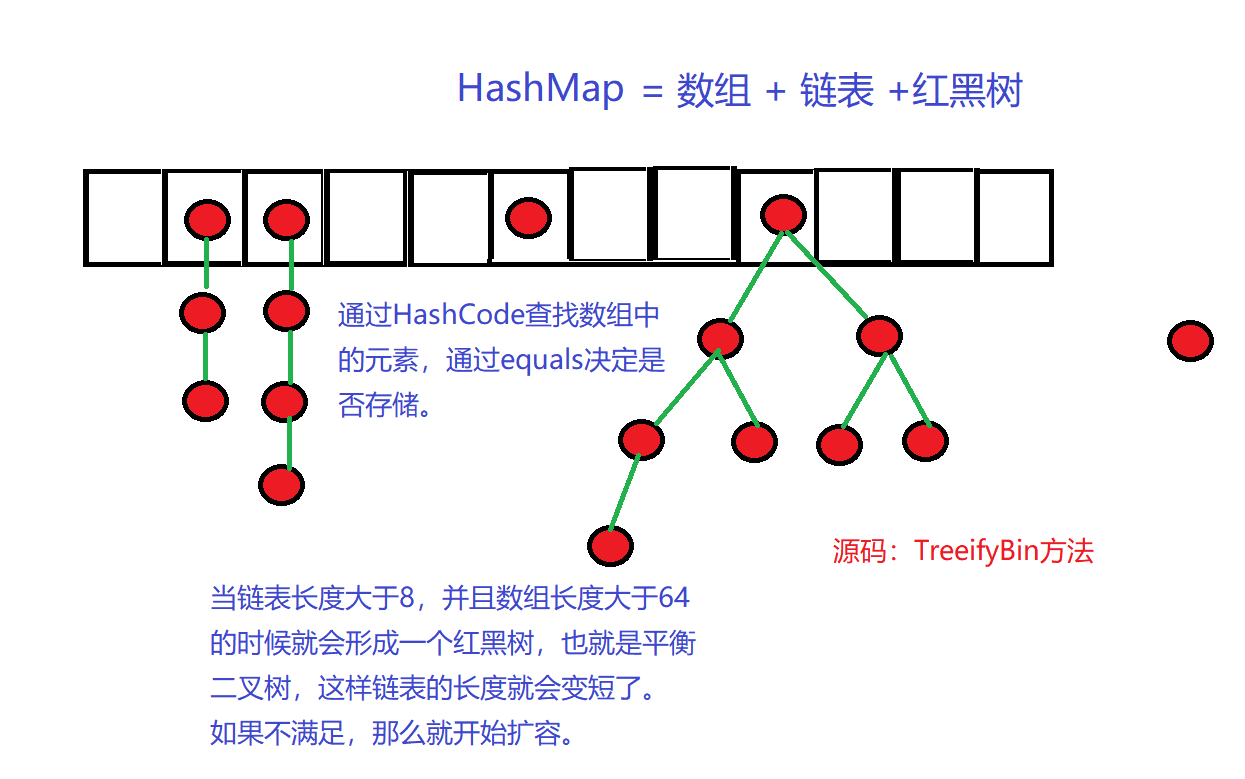 HashMap = 数组 + 链表 +红黑树
通过HashCode查找数组中
的元素，通过equals决定是
否存储。
源码：TreeifyBin方法
当链表长度大于8，并且数组长度大于64
的时候就会形成一个红黑树，也就是平衡
二叉树，这样链表的长度就会变短了。
如果不满足，那么就开始扩容。